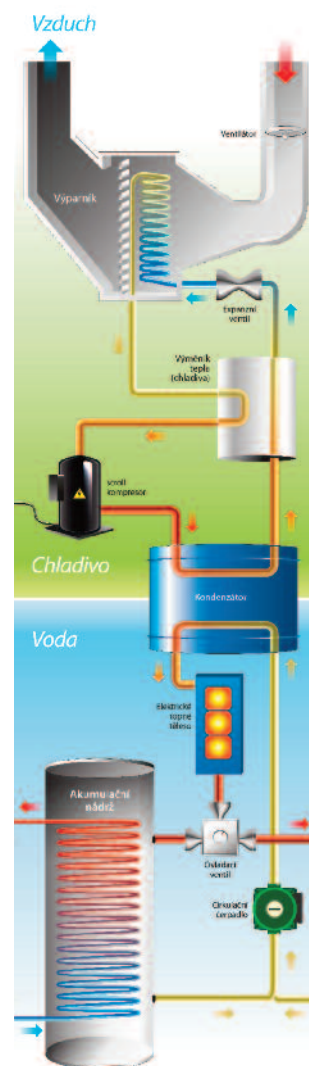 Vzduch
Ventilátor
Výparník
Expanzní
ventil
Výměník
tepla
(chladiva)
scroll
kompresor
Chladivo
Kondenzátor
Voda
Elektrické
topné
těleso
Akumulační
nádrž
Ovládací
ventil
Cirkulační
čerpadlo